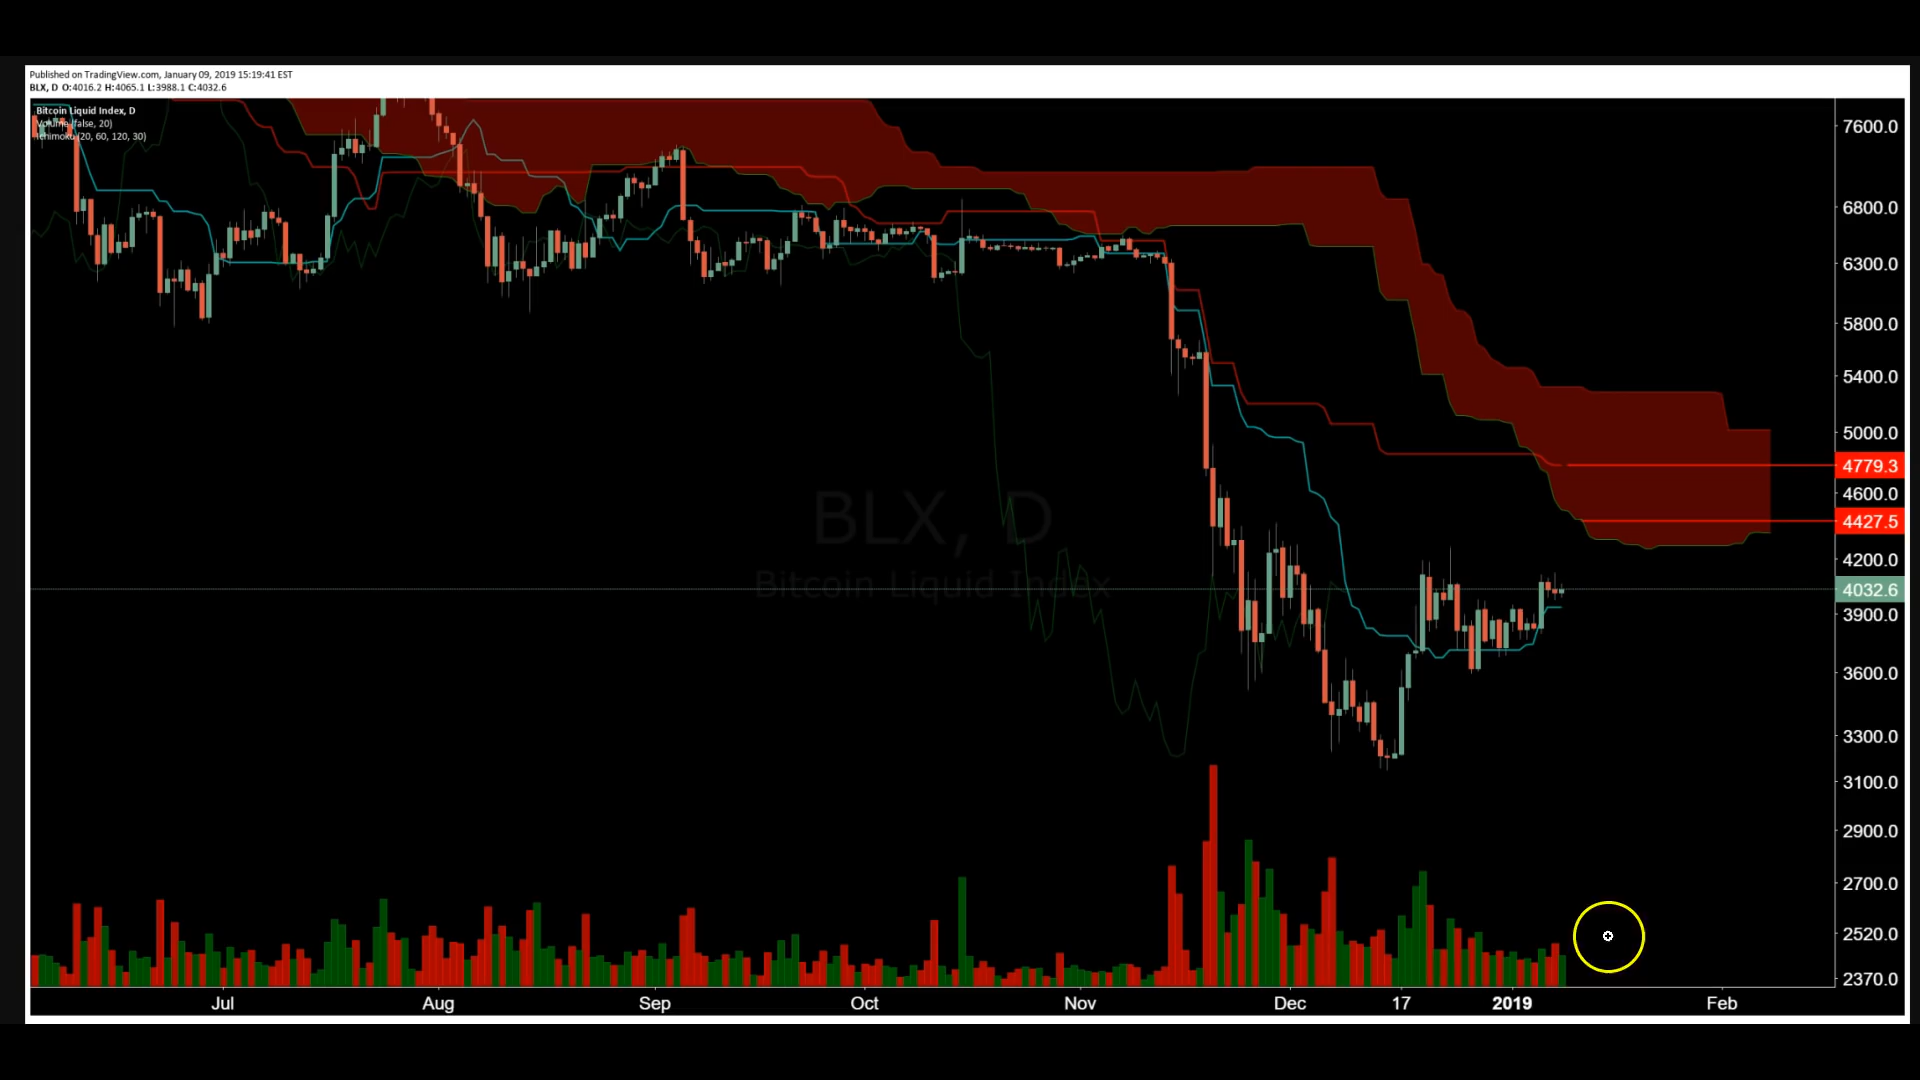 Published on TradingView.com, January 09, 2019 15:19:41 EST
BLX, D O:4016.2 H:4065.1 L:3988.1 C:4032.6
Bitcoin Liquid Index, D
Volume (false, 20)
Ichimoku (20, 60, 120, 30)
BLX, D
Bitcoin Liquid Index
7600.0
6800.0
6300.0
5800.0
5400.0
5000.0
4779.3
4600.0
4427.5
4200.0
4032.6
3900.0
3600.0
3300.0
3100.0
2900.0
2700.0
2520.0
2370.0
Jul Aug Sep Oct Nov Dec 17 2019 Feb